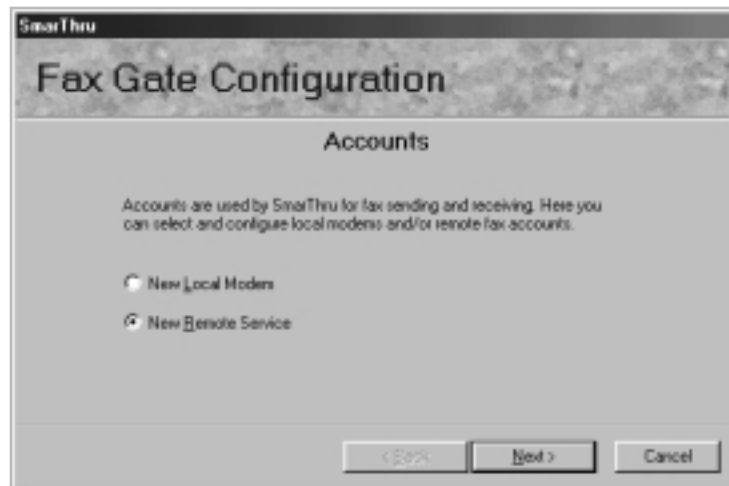 SmarThru
Fax Gate Configuration
Accounts
Accounts are used by SmarThru for fax sending and receiving. Here you
can select and configure local modems and/or remote fax accounts.
New Local Modem
New Remote Service
< Back
Next >
Cancel